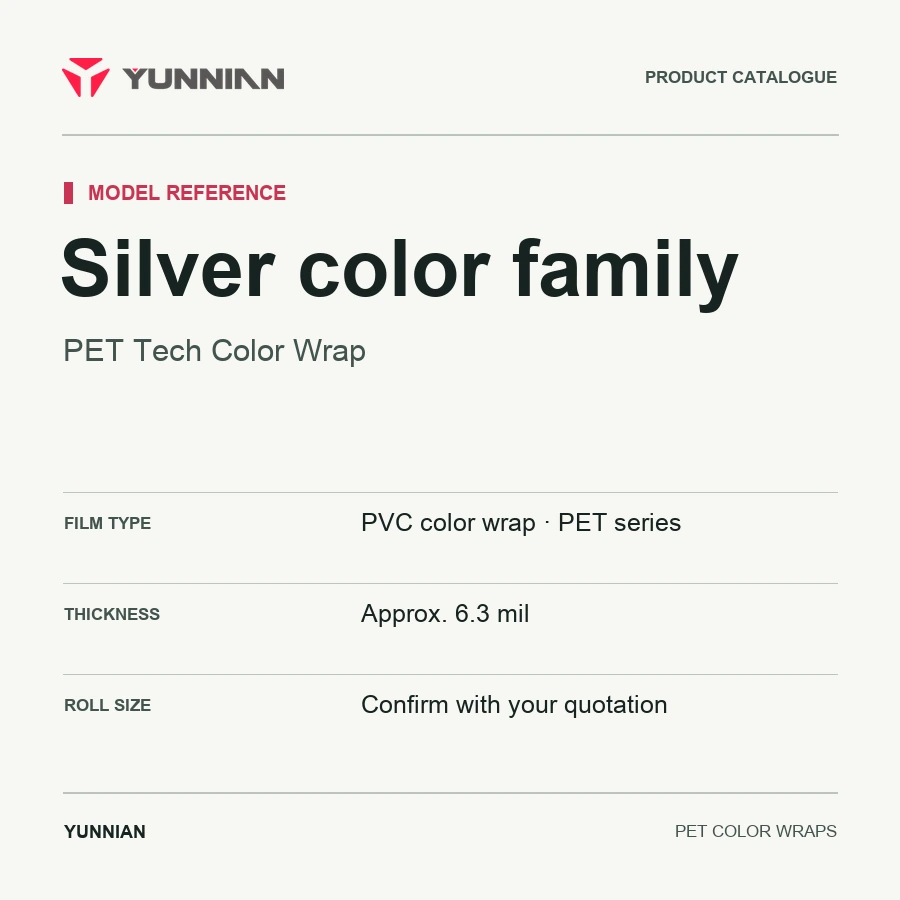 YUNNIAN
PRODUCT CATALOGUE
MODEL REFERENCE
Silver color family
PET Tech Color Wrap
FILM TYPE
PVC color wrap · PET series
THICKNESS
Approx. 6.3 mil
ROLL SIZE
Confirm with your quotation
YUNNIAN
PET COLOR WRAPS